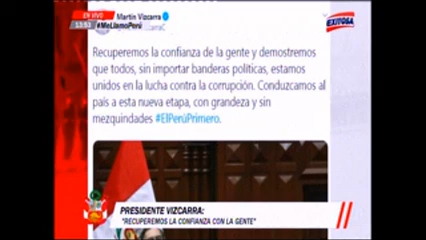 EN VIVO
13:53
#MeLlamoPerú
EXITOSA
Martín Vizcarra
Recuperemos la confianza de la gente y demostremos
que todos, sin importar banderas políticas, estamos
unidos en la lucha contra la corrupción. Conduzcamos al
país a esta nueva etapa, con grandeza y sin
mezquindades #ElPerúPrimero.
PRESIDENTE VIZCARRA:
"RECUPEREMOS LA CONFIANZA CON LA GENTE"